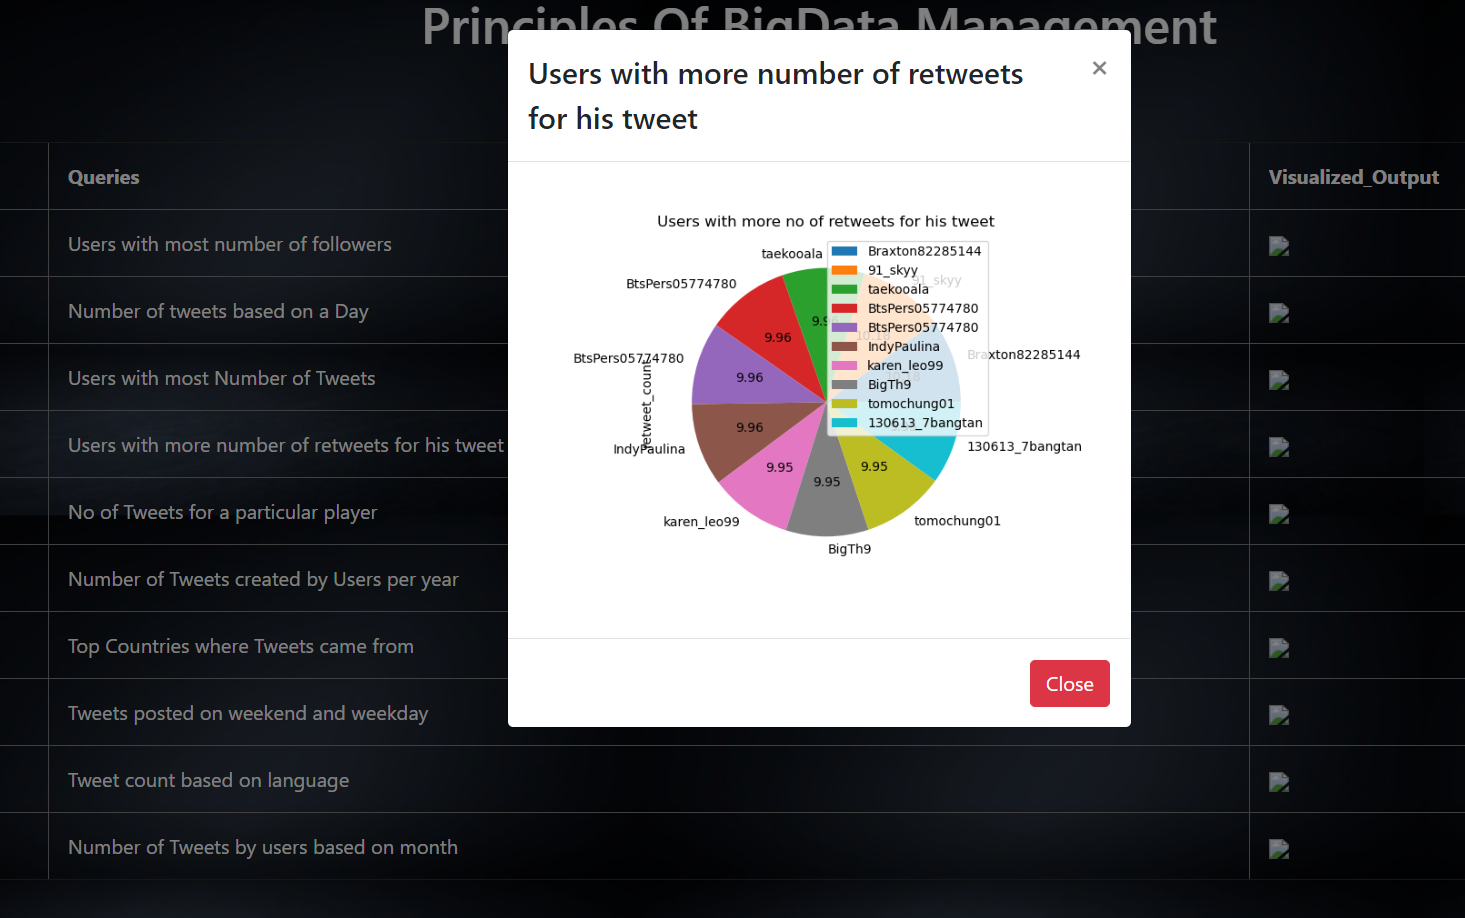 Principles Of BigData Management
Users with more number of retweets
for his tweet
×
Queries
Visualized_Output
Users with most number of followers
Number of tweets based on a Day
Users with most Number of Tweets
Users with more number of retweets for his tweet
No of Tweets for a particular player
Number of Tweets created by Users per year
Top Countries where Tweets came from
Tweets posted on weekend and weekday
Tweet count based on language
Number of Tweets by users based on month
Users with more no of retweets for his tweet
taekooala
BtsPers05774780
BtsPers05774780
IndyPaulina
karen_leo99
BigTh9
tomochung01
130613_7bangtan
Braxton82285144
91_skyy
retweet_count
9.96
9.96
9.96
9.95
9.95
9.95
10.18
Braxton82285144
91_skyy
taekooala
BtsPers05774780
BtsPers05774780
IndyPaulina
karen_leo99
BigTh9
tomochung01
130613_7bangtan
Close